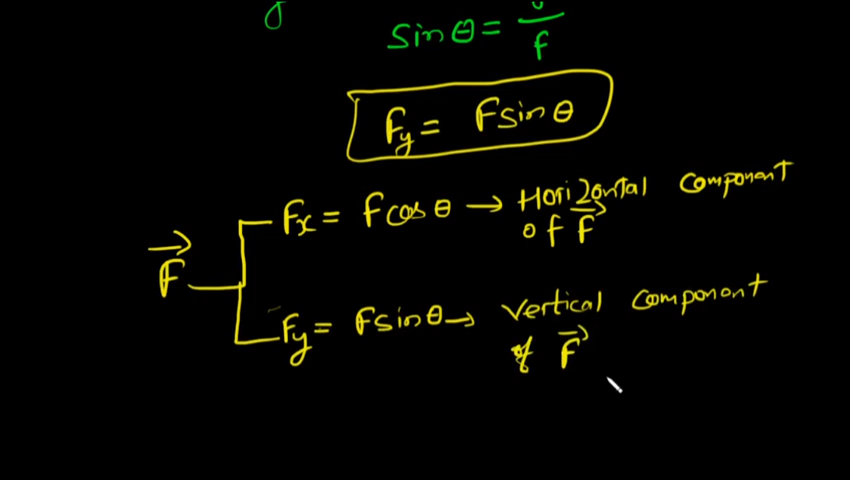 Sinθ = /f
Fy = Fsinθ
Fx = Fcosθ → Horizontal component
of F⃗
F⃗
Fy = Fsinθ → Vertical component
of F⃗